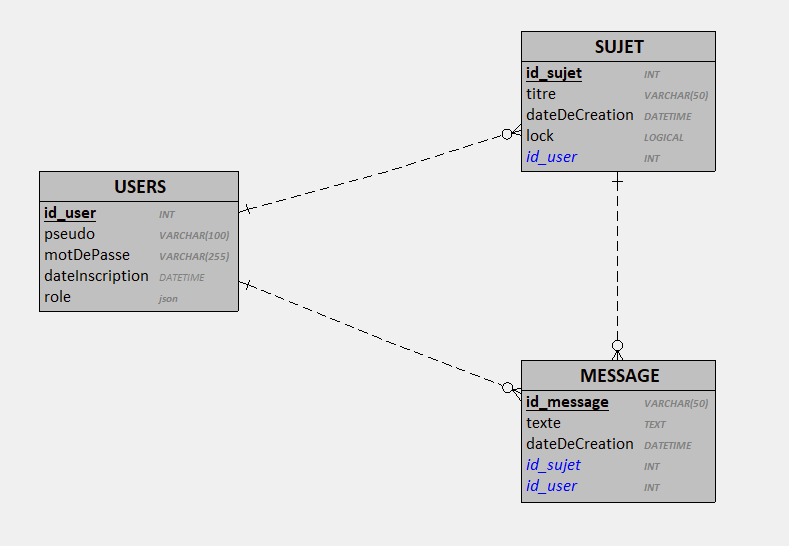 SUJET
id_sujet INT
titre VARCHAR(50)
dateDeCreation DATETIME
lock LOGICAL
id_user INT
USERS
id_user INT
pseudo VARCHAR(100)
motDePasse VARCHAR(255)
dateInscription DATETIME
role json
MESSAGE
id_message VARCHAR(50)
texte TEXT
dateDeCreation DATETIME
id_sujet INT
id_user INT